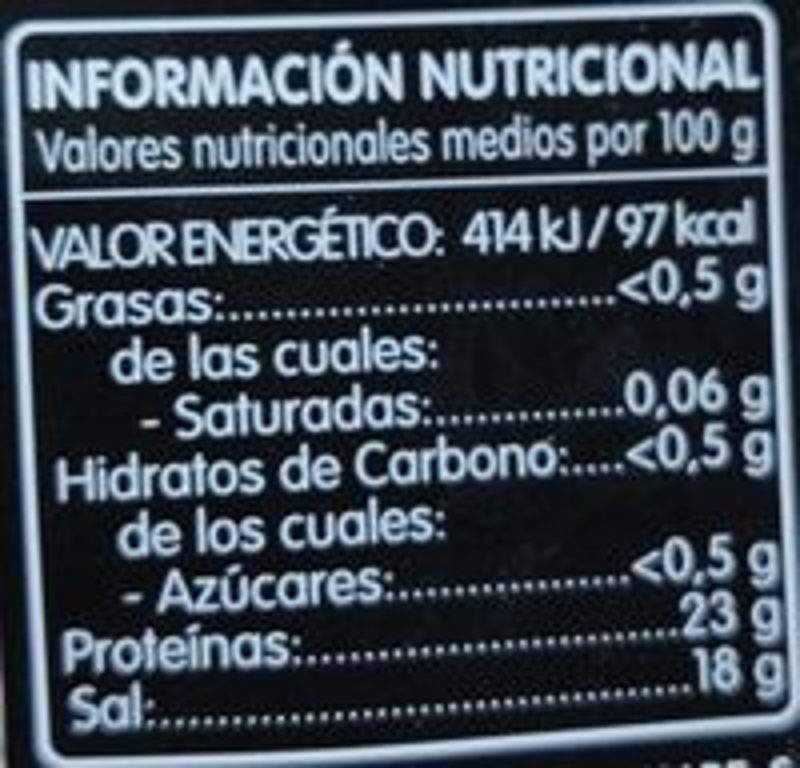 INFORMACIÓN NUTRICIONAL
Valores nutricionales medios por 100 g
VALOR ENERGÉTICO: 414 kJ / 97 kcal
Grasas:............................<0,5 g
de las cuales:
- Saturadas:..............0,06 g
Hidratos de Carbono:....<0,5 g
de los cuales:
- Azúcares:.................<0,5 g
Proteínas:...........................23 g
Sal:......................................18 g